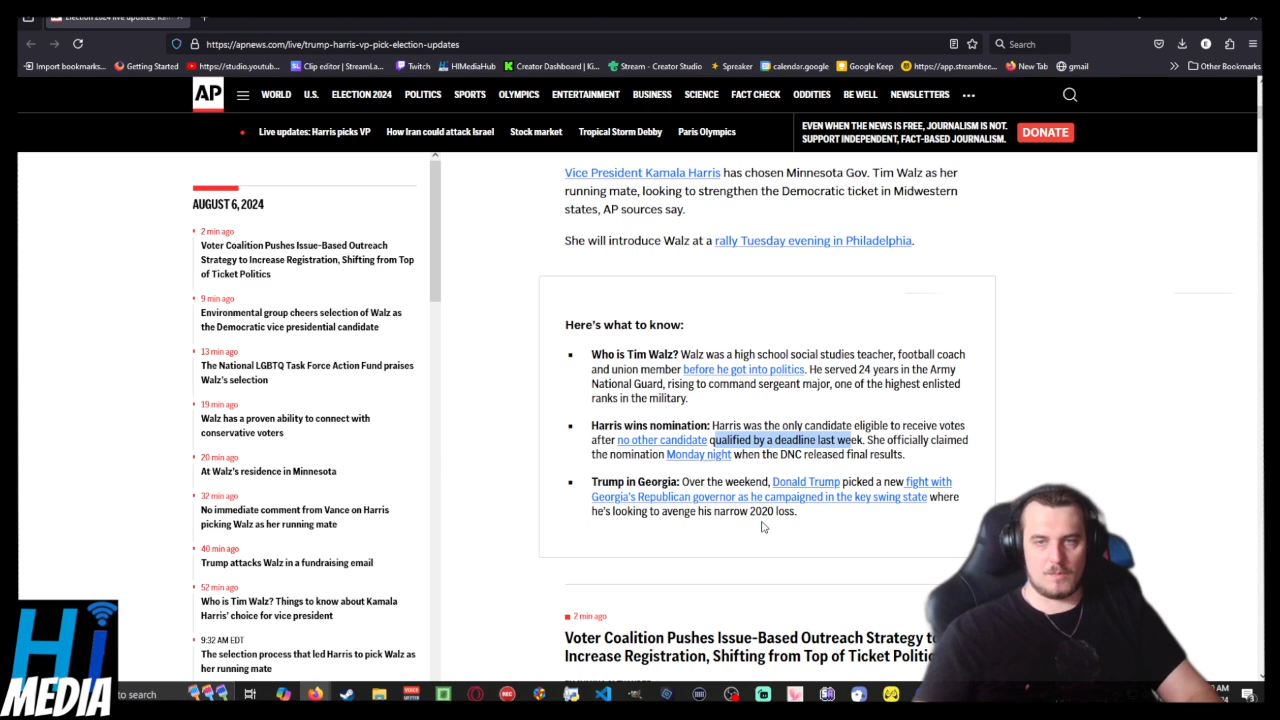 Election 2024 live updates:
https://apnews.com/live/trump-harris-vp-pick-election-updates
Search
Import bookmarks...
Getting Started
https://studio.youtub...
Clip editor | StreamLa...
Twitch
HIMediaHub
Creator Dashboard | Ki...
Stream - Creator Studio
Spreaker
calendar.google
Google Keep
https://app.streambee...
New Tab
gmail
Other Bookmarks
AP
WORLD
U.S.
ELECTION 2024
POLITICS
SPORTS
OLYMPICS
ENTERTAINMENT
BUSINESS
SCIENCE
FACT CHECK
ODDITIES
BE WELL
NEWSLETTERS
Live updates: Harris picks VP
How Iran could attack Israel
Stock market
Tropical Storm Debby
Paris Olympics
EVEN WHEN THE NEWS IS FREE, JOURNALISM IS NOT.
SUPPORT INDEPENDENT, FACT-BASED JOURNALISM.
DONATE
AUGUST 6, 2024
2 min ago
Voter Coalition Pushes Issue-Based Outreach
Strategy to Increase Registration, Shifting from Top
of Ticket Politics
9 min ago
Environmental group cheers selection of Walz as
the Democratic vice presidential candidate
13 min ago
The National LGBTQ Task Force Action Fund praises
Walz's selection
19 min ago
Walz has a proven ability to connect with
conservative voters
20 min ago
At Walz's residence in Minnesota
32 min ago
No immediate comment from Vance on Harris
picking Walz as her running mate
40 min ago
Trump attacks Walz in a fundraising email
52 min ago
Who is Tim Walz? Things to know about Kamala
Harris' choice for vice president
9:32 AM EDT
The selection process that led Harris to pick Walz as
her running mate
Vice President Kamala Harris has chosen Minnesota Gov. Tim Walz as her
running mate, looking to strengthen the Democratic ticket in Midwestern
states, AP sources say.
She will introduce Walz at a rally Tuesday evening in Philadelphia.
Here's what to know:
Who is Tim Walz? Walz was a high school social studies teacher, football coach
and union member before he got into politics. He served 24 years in the Army
National Guard, rising to command sergeant major, one of the highest enlisted
ranks in the military.
Harris wins nomination: Harris was the only candidate eligible to receive votes
after no other candidate qualified by a deadline last week. She officially claimed
the nomination Monday night when the DNC released final results.
Trump in Georgia: Over the weekend, Donald Trump picked a new fight with
Georgia's Republican governor as he campaigned in the key swing state where
he's looking to avenge his narrow 2020 loss.
2 min ago
Voter Coalition Pushes Issue-Based Outreach Strategy to
Increase Registration, Shifting from Top of Ticket
Hi
MEDIA
to search